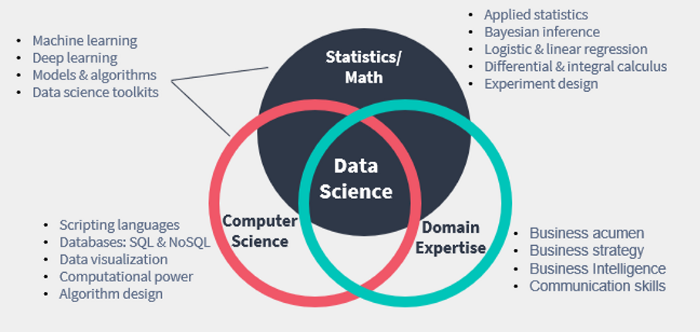 • Machine learning
• Deep learning
• Models & algorithms
• Data science toolkits
• Applied statistics
• Bayesian inference
• Logistic & linear regression
• Differential & integral calculus
• Experiment design
Statistics/
Math
Data
Science
Computer
Science
Domain
Expertise
• Scripting languages
• Databases: SQL & NoSQL
• Data visualization
• Computational power
• Algorithm design
• Business acumen
• Business strategy
• Business Intelligence
• Communication skills